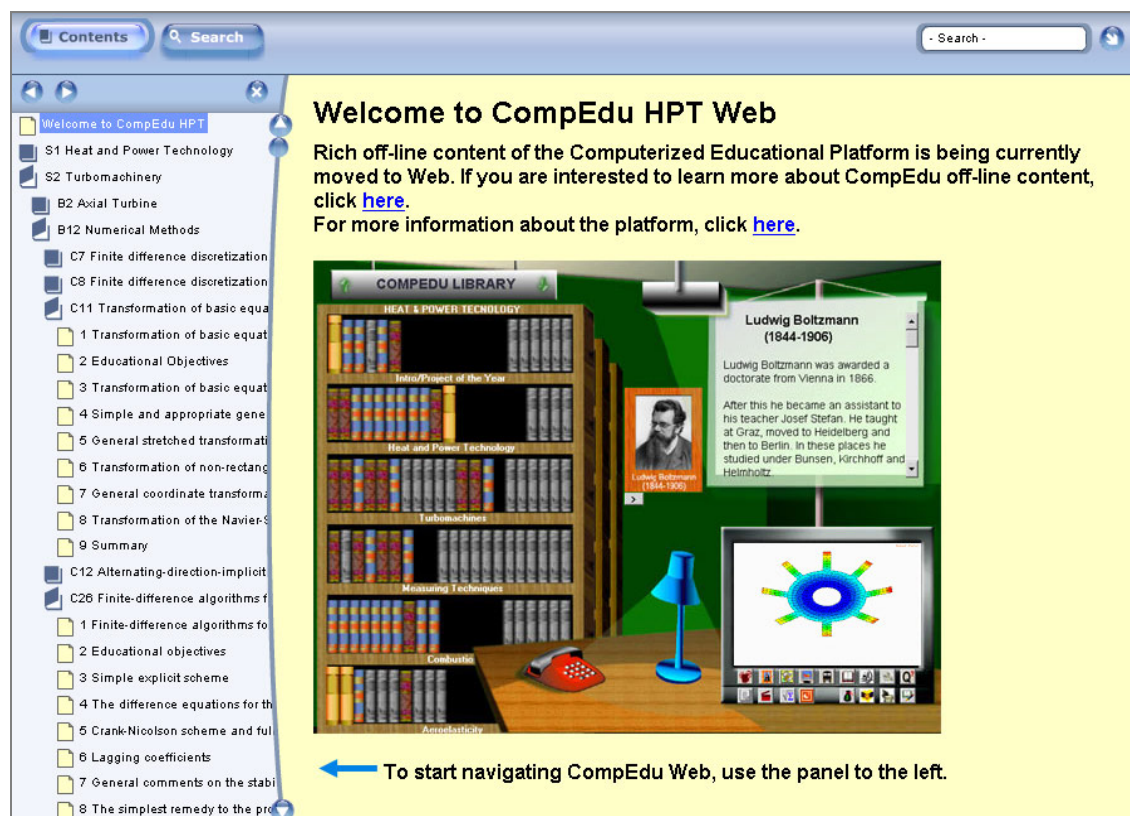 Contents
Search
- Search -
Welcome to CompEdu HPT
S1 Heat and Power Technology
S2 Turbomachinery
B2 Axial Turbine
B12 Numerical Methods
C7 Finite difference discretization
C8 Finite difference discretization
C11 Transformation of basic equa
1 Transformation of basic equat
2 Educational Objectives
3 Transformation of basic equat
4 Simple and appropriate gene
5 General stretched transformati
6 Transformation of non-rectang
7 General coordinate transforma
8 Transformation of the Navier-S
9 Summary
C12 Alternating-direction-implicit
C26 Finite-difference algorithms f
1 Finite-difference algorithms fo
2 Educational objectives
3 Simple explicit scheme
4 The difference equations for th
5 Crank-Nicolson scheme and ful
6 Lagging coefficients
7 General comments on the stabi
8 The simplest remedy to the pro
Welcome to CompEdu HPT Web
Rich off-line content of the Computerized Educational Platform is being currently
moved to Web. If you are interested to learn more about CompEdu off-line content,
click here.
For more information about the platform, click here.
COMPEDU LIBRARY
HEAT & POWER TECNOLOGY
Intro/Project of the Year
Heat and Power Technology
Turbomachines
Measuring Techniques
Combustio
Aeroelasticity
Ludwig Boltzmann
(1844-1906)
Ludwig Boltzmann
(1844-1906)
Ludwig Boltzmann was awarded a
doctorate from Vienna in 1866.
After this he became an assistant to
his teacher Josef Stefan. He taught
at Graz, moved to Heidelberg and
then to Berlin. In these places he
studied under Bunsen, Kirchhoff and
Helmholtz.
To start navigating CompEdu Web, use the panel to the left.